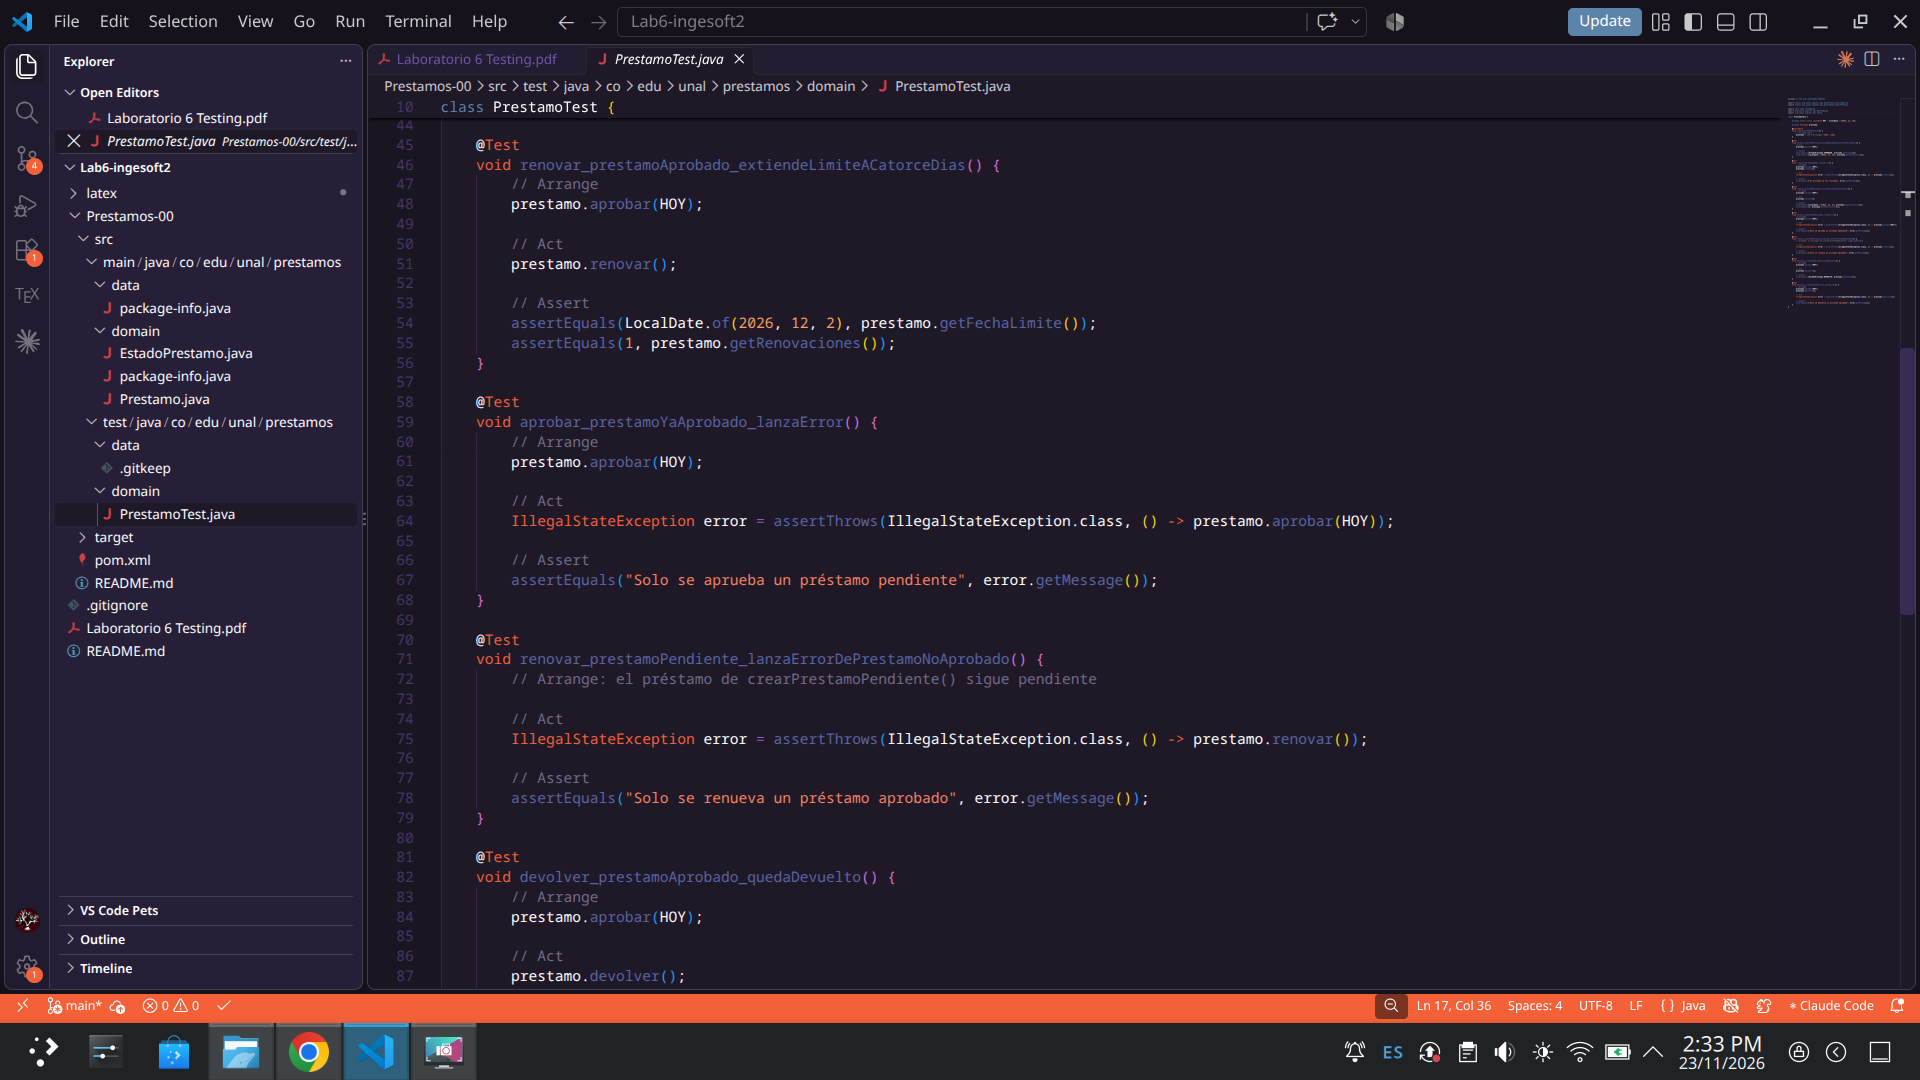 File Edit Selection View Go Run Terminal Help
Lab6-ingesoft2
Update
Explorer
Open Editors
Laboratorio 6 Testing.pdf
PrestamoTest.java Prestamos-00/src/test/j...
Lab6-ingesoft2
latex
Prestamos-00
src
main/java/co/edu/unal/prestamos
data
package-info.java
domain
EstadoPrestamo.java
package-info.java
Prestamo.java
test/java/co/edu/unal/prestamos
data
.gitkeep
domain
PrestamoTest.java
target
pom.xml
README.md
.gitignore
Laboratorio 6 Testing.pdf
README.md
VS Code Pets
Outline
Timeline
4
1
TEX
1
Laboratorio 6 Testing.pdf
PrestamoTest.java
Prestamos-00 > src > test > java > co > edu > unal > prestamos > domain > PrestamoTest.java
10 class PrestamoTest {
44
45 @Test
46 void renovar_prestamoAprobado_extiendeLimiteACatorceDias() {
47 // Arrange
48 prestamo.aprobar(HOY);
49
50 // Act
51 prestamo.renovar();
52
53 // Assert
54 assertEquals(LocalDate.of(2026, 12, 2), prestamo.getFechaLimite());
55 assertEquals(1, prestamo.getRenovaciones());
56 }
57
58 @Test
59 void aprobar_prestamoYaAprobado_lanzaError() {
60 // Arrange
61 prestamo.aprobar(HOY);
62
63 // Act
64 IllegalStateException error = assertThrows(IllegalStateException.class, () -> prestamo.aprobar(HOY));
65
66 // Assert
67 assertEquals("Solo se aprueba un préstamo pendiente", error.getMessage());
68 }
69
70 @Test
71 void renovar_prestamoPendiente_lanzaErrorDePrestamoNoAprobado() {
72 // Arrange: el préstamo de crearPrestamoPendiente() sigue pendiente
73
74 // Act
75 IllegalStateException error = assertThrows(IllegalStateException.class, () -> prestamo.renovar());
76
77 // Assert
78 assertEquals("Solo se renueva un préstamo aprobado", error.getMessage());
79 }
80
81 @Test
82 void devolver_prestamoAprobado_quedaDevuelto() {
83 // Arrange
84 prestamo.aprobar(HOY);
85
86 // Act
87 prestamo.devolver();
main* 0 0
Ln 17, Col 36 Spaces: 4 UTF-8 LF { } Java Claude Code
ES
2:33 PM
23/11/2026